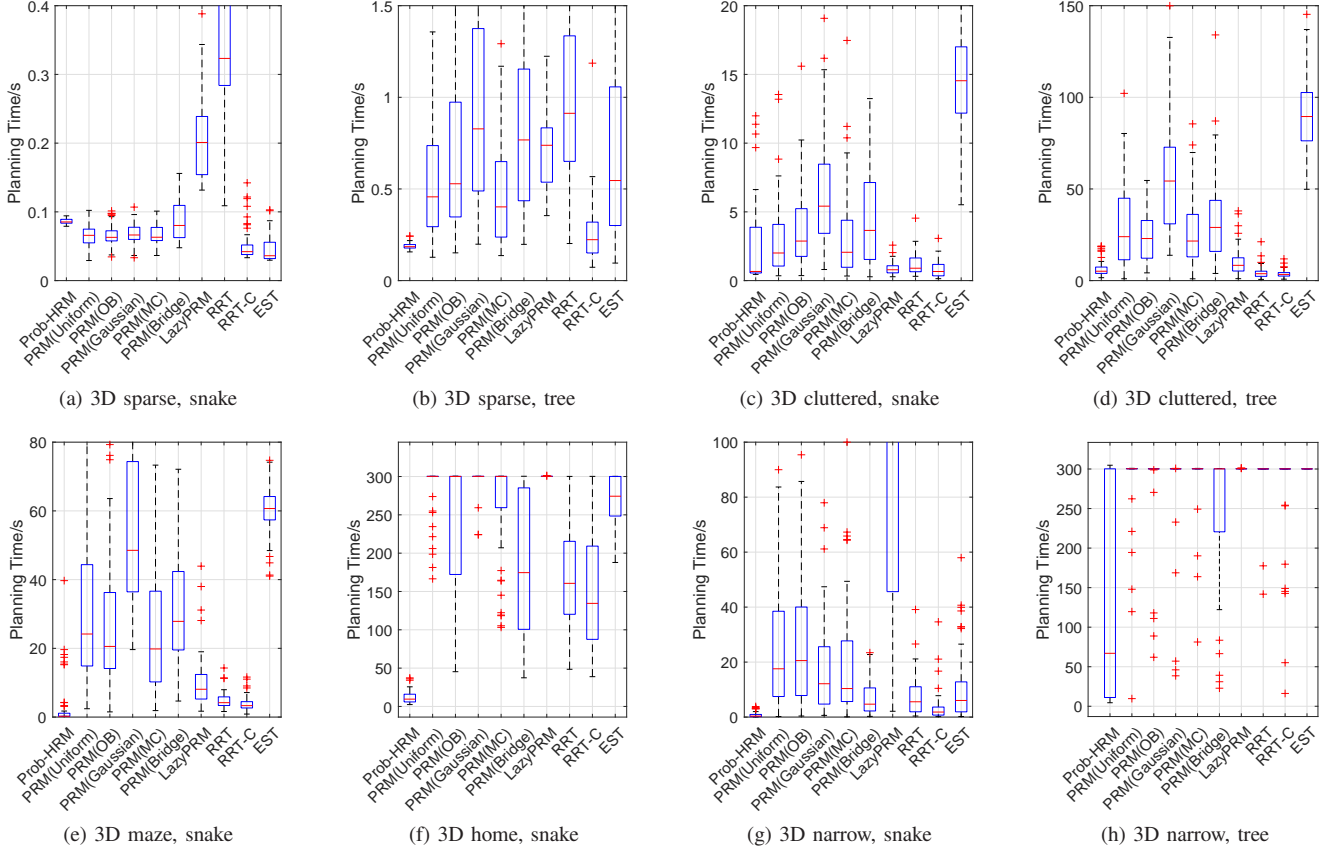 0.4
0.3
0.2
0.1
0
Planning Time/s
Prob-HRM
PRM(Uniform)
PRM(OB)
PRM(Gaussian)
PRM(MC)
PRM(Bridge)
LazyPRM
RRT
RRT-C
EST
(a) 3D sparse, snake
1.5
1
0.5
0
Planning Time/s
Prob-HRM
PRM(Uniform)
PRM(OB)
PRM(Gaussian)
PRM(MC)
PRM(Bridge)
LazyPRM
RRT
RRT-C
EST
(b) 3D sparse, tree
20
15
10
5
0
Planning Time/s
Prob-HRM
PRM(Uniform)
PRM(OB)
PRM(Gaussian)
PRM(MC)
PRM(Bridge)
LazyPRM
RRT
RRT-C
EST
(c) 3D cluttered, snake
150
100
50
0
Planning Time/s
Prob-HRM
PRM(Uniform)
PRM(OB)
PRM(Gaussian)
PRM(MC)
PRM(Bridge)
LazyPRM
RRT
RRT-C
EST
(d) 3D cluttered, tree
80
60
40
20
0
Planning Time/s
Prob-HRM
PRM(Uniform)
PRM(OB)
PRM(Gaussian)
PRM(MC)
PRM(Bridge)
LazyPRM
RRT
RRT-C
EST
(e) 3D maze, snake
300
250
200
150
100
50
0
Planning Time/s
Prob-HRM
PRM(Uniform)
PRM(OB)
PRM(Gaussian)
PRM(MC)
PRM(Bridge)
LazyPRM
RRT
RRT-C
EST
(f) 3D home, snake
100
80
60
40
20
0
Planning Time/s
Prob-HRM
PRM(Uniform)
PRM(OB)
PRM(Gaussian)
PRM(MC)
PRM(Bridge)
LazyPRM
RRT
RRT-C
EST
(g) 3D narrow, snake
300
250
200
150
100
50
0
Planning Time/s
Prob-HRM
PRM(Uniform)
PRM(OB)
PRM(Gaussian)
PRM(MC)
PRM(Bridge)
LazyPRM
RRT
RRT-C
EST
(h) 3D narrow, tree